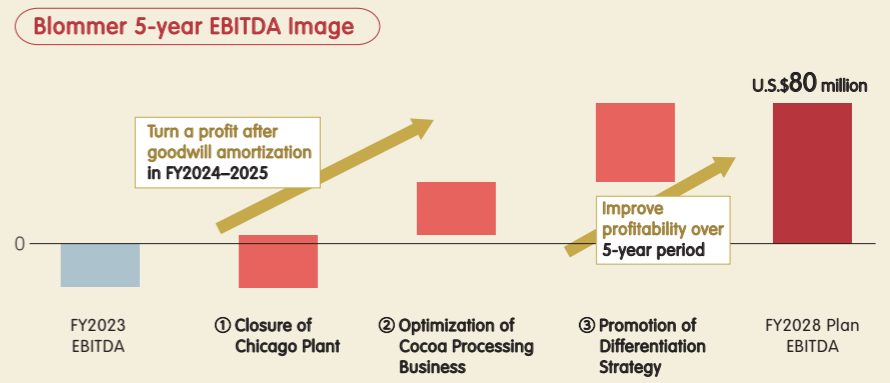 Blommer 5-year EBITDA Image
U.S.$80 million
Turn a profit after
goodwill amortization
in FY2024–2025
Improve
profitability over
5-year period
0
FY2023
EBITDA
① Closure of
Chicago Plant
② Optimization of
Cocoa Processing
Business
③ Promotion of
Differentiation
Strategy
FY2028 Plan
EBITDA